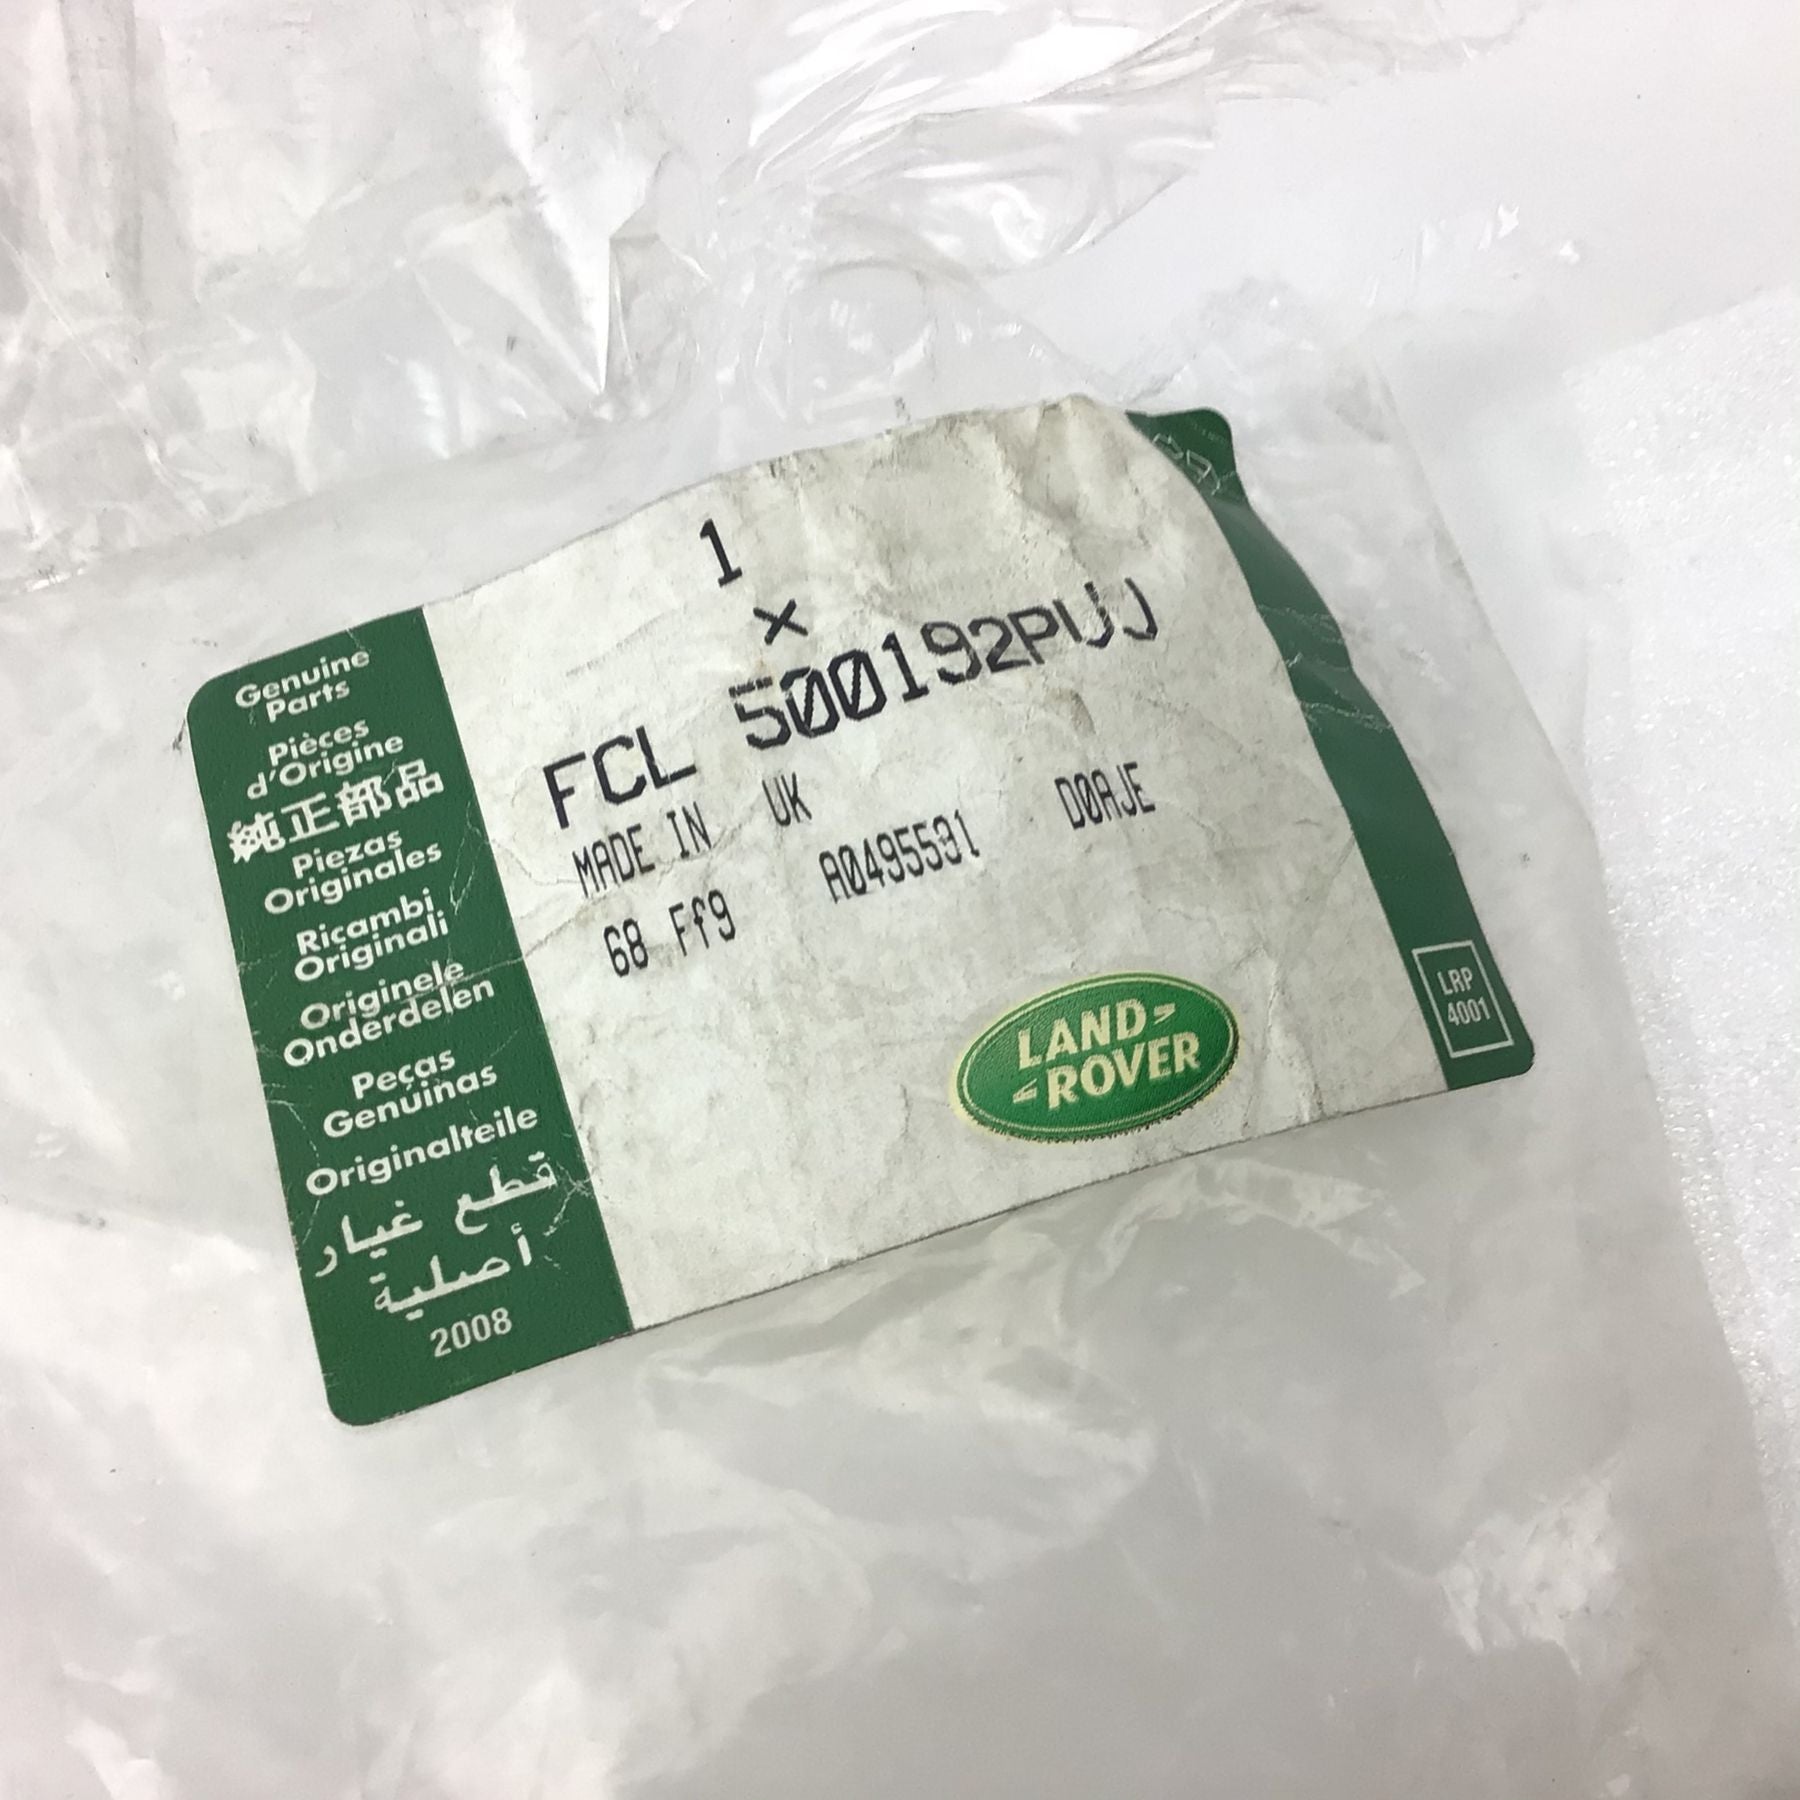 Genuine
Parts
Pièces
d'Origine
純正部品
Piezas
Originales
Ricambi
Originali
Originele
Onderdelen
Peças
Genuinas
Originalteile
قطع غيار
أصلية
2008
1
×
FCL 500192PUJ
MADE IN UK
68 Ff9 A0495591 D0AJE
LAND-
-ROVER
LRP
4001